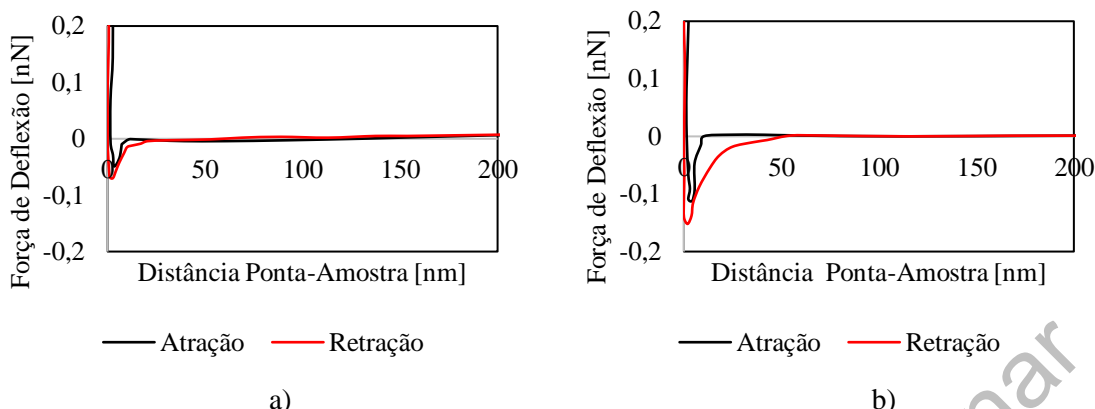 Força de Deflexão [nN]
0,2
0,1
0
-0,1
-0,2
0 50 100 150 200
Distância Ponta-Amostra [nm]
Atração Retração
a)
Força de Deflexão [nN]
0,2
0,1
0
-0,1
-0,2
0 50 100 150 200
Distância Ponta-Amostra [nm]
Atração Retração
b)